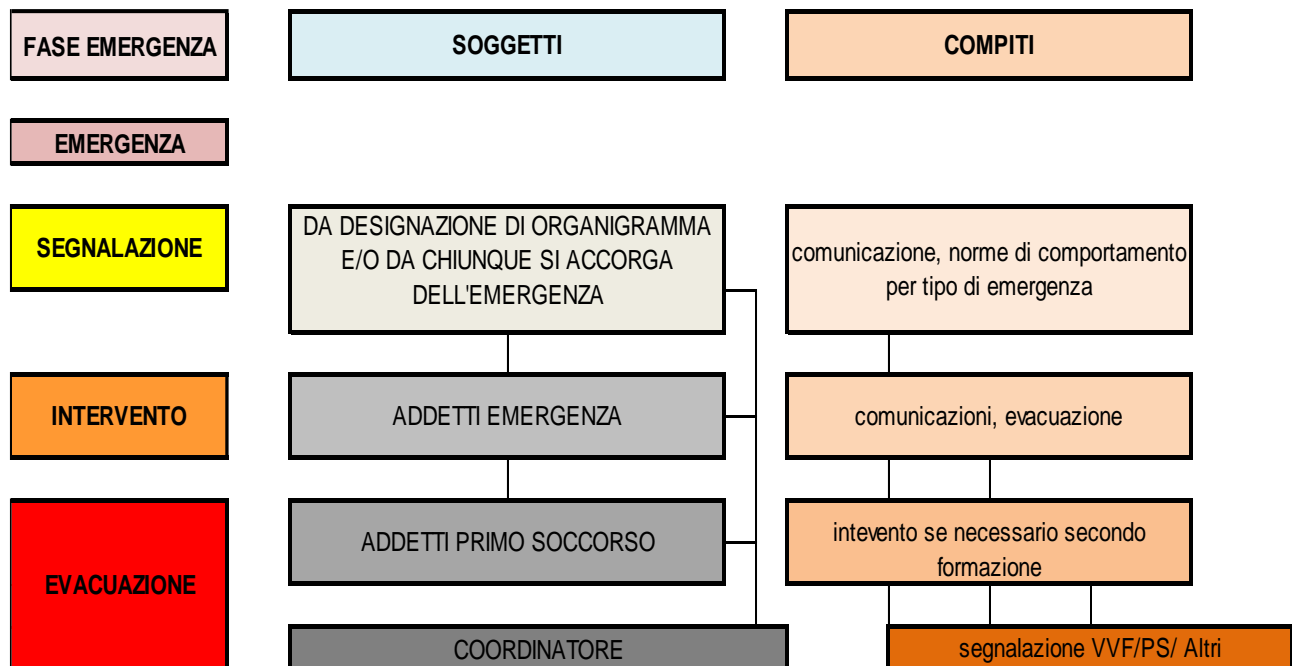 FASE EMERGENZA
SOGGETTI
COMPITI
EMERGENZA
SEGNALAZIONE
DA DESIGNAZIONE DI ORGANIGRAMMA
E/O DA CHIUNQUE SI ACCORGA
DELL'EMERGENZA
comunicazione, norme di comportamento
per tipo di emergenza
INTERVENTO
ADDETTI EMERGENZA
comunicazioni, evacuazione
EVACUAZIONE
ADDETTI PRIMO SOCCORSO
intevento se necessario secondo
formazione
COORDINATORE
segnalazione VVF/PS/ Altri